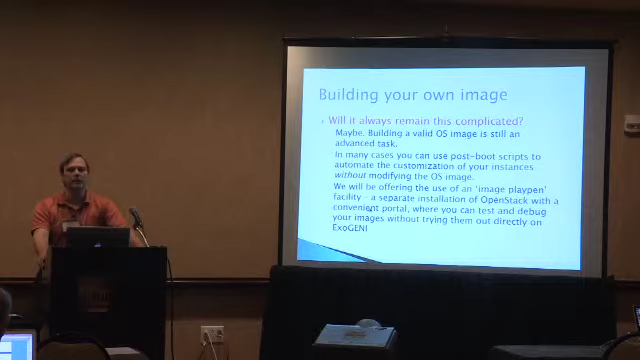 Building your own image
Will it always remain this complicated?
Maybe. Building a valid OS image is still an
advanced task.
In many cases you can use post-boot scripts to
automate the customization of your instances
without modifying the OS image.
We will be offering the use of an 'image playpen'
facility - a separate installation of OpenStack with a
convenient portal, where you can test and debug
your images without trying them out directly on
ExoGENI